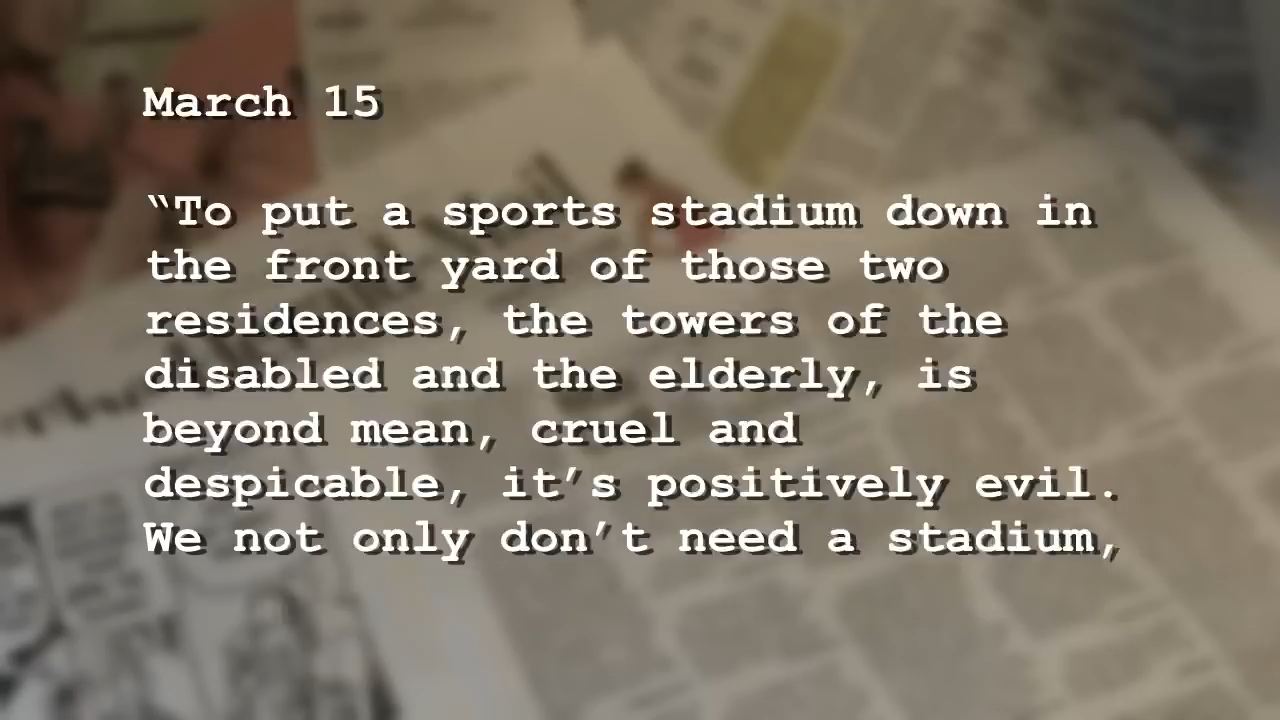 March 15
“To put a sports stadium down in
the front yard of those two
residences, the towers of the
disabled and the elderly, is
beyond mean, cruel and
despicable, it’s positively evil.
We not only don’t need a stadium,